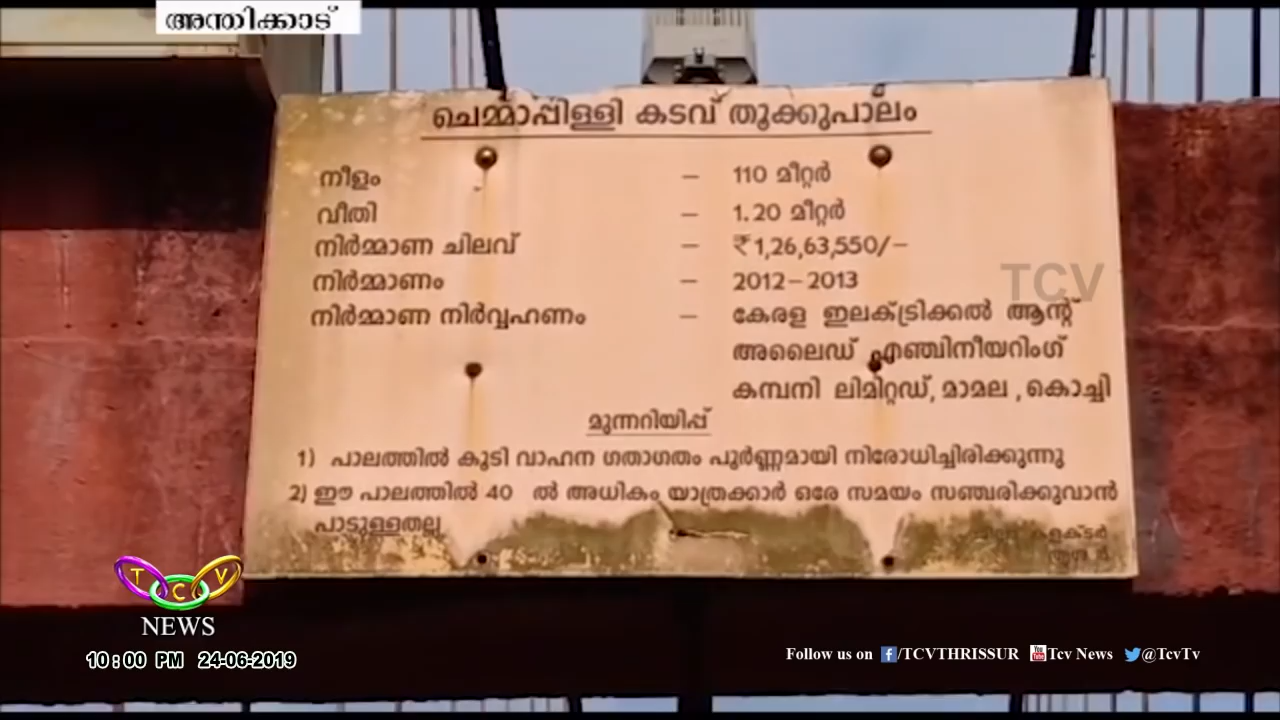 അന്തിക്കാട്
ചെമ്മാപ്പിള്ളി കടവ് തൂക്കുപാലം
നീളം – 110 മീറ്റർ
വീതി – 1.20 മീറ്റർ
നിർമ്മാണ ചിലവ് – ₹1,26,63,550/–
നിർമ്മാണം – 2012–2013
നിർമ്മാണ നിർവ്വഹണം – കേരള ഇലക്ട്രിക്കൽ ആന്റ്
അലൈഡ് എഞ്ചിനീയറിംഗ്
കമ്പനി ലിമിറ്റഡ്, മാമല , കൊച്ചി
മുന്നറിയിപ്പ്
1) പാലത്തിൽ കൂടി വാഹന ഗതാഗതം പൂർണ്ണമായി നിരോധിച്ചിരിക്കുന്നു
2) ഈ പാലത്തിൽ 40 ൽ അധികം യാത്രക്കാർ ഒരേ സമയം സഞ്ചരിക്കുവാൻ
പാടുള്ളതല്ല
TCV
TCV
NEWS
10:00 PM 24-06-2019
Follow us on f/TCVTHRISSUR You Tube Tcv News @TcvTv